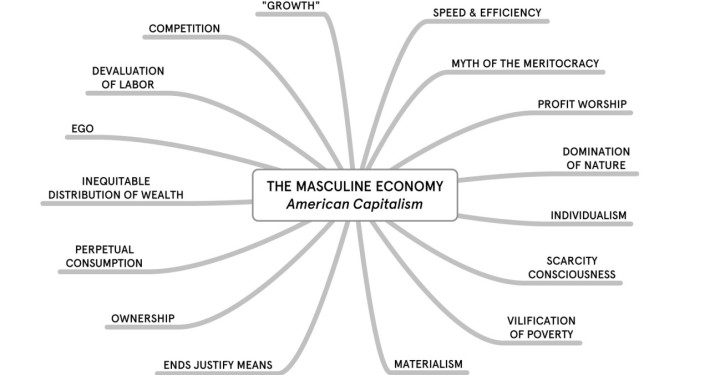 "GROWTH"
SPEED & EFFICIENCY
COMPETITION
MYTH OF THE MERITOCRACY
DEVALUATION
OF LABOR
PROFIT WORSHIP
EGO
DOMINATION
OF NATURE
THE MASCULINE ECONOMY
American Capitalism
INEQUITABLE
DISTRIBUTION OF WEALTH
INDIVIDUALISM
PERPETUAL
CONSUMPTION
SCARCITY
CONSCIOUSNESS
OWNERSHIP
VILIFICATION
OF POVERTY
ENDS JUSTIFY MEANS
MATERIALISM